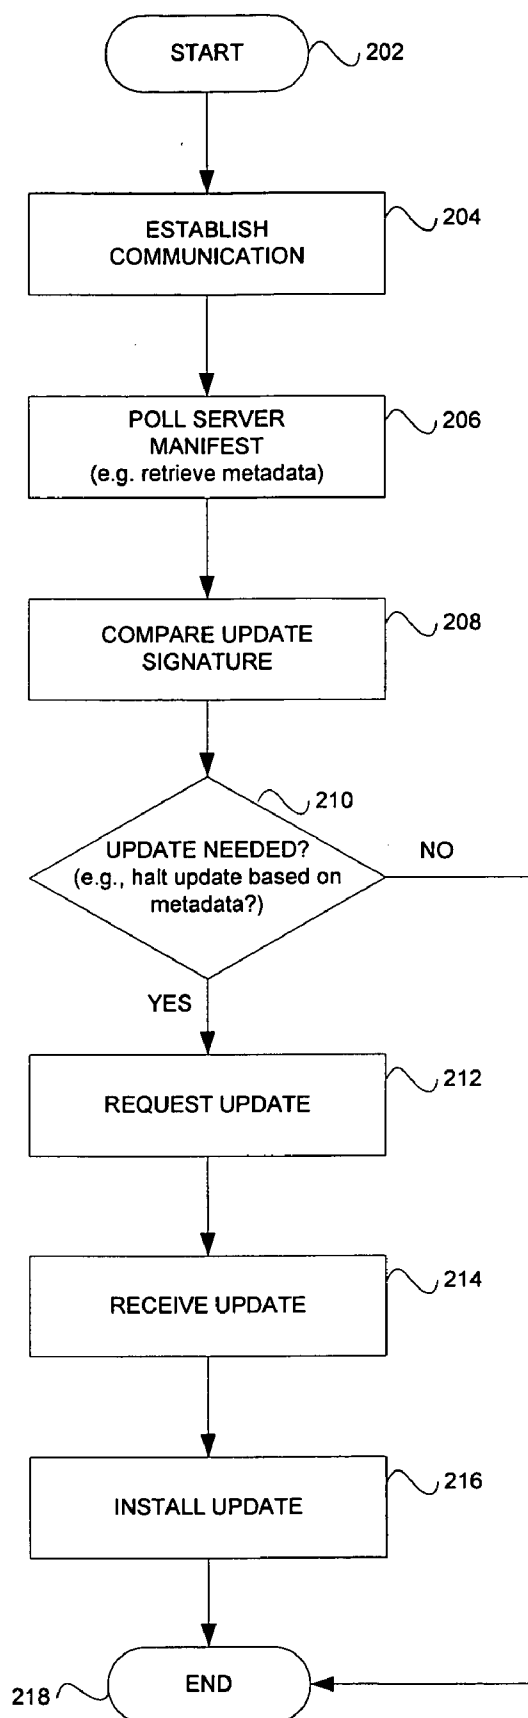 START
202
ESTABLISH
COMMUNICATION
204
POLL SERVER
MANIFEST
(e.g. retrieve metadata)
206
COMPARE UPDATE
SIGNATURE
208
210
UPDATE NEEDED?
(e.g., halt update based on
metadata?)
NO
YES
REQUEST UPDATE
212
RECEIVE UPDATE
214
INSTALL UPDATE
216
END
218